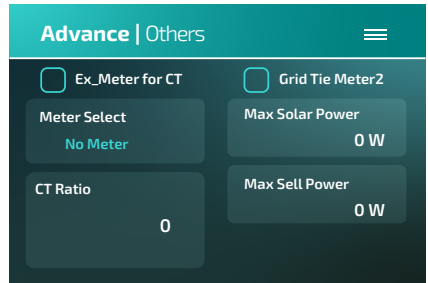 Advance | Others
Ex_Meter for CT
Grid Tie Meter2
Meter Select
No Meter
Max Solar Power
0 W
CT Ratio
0
Max Sell Power
0 W